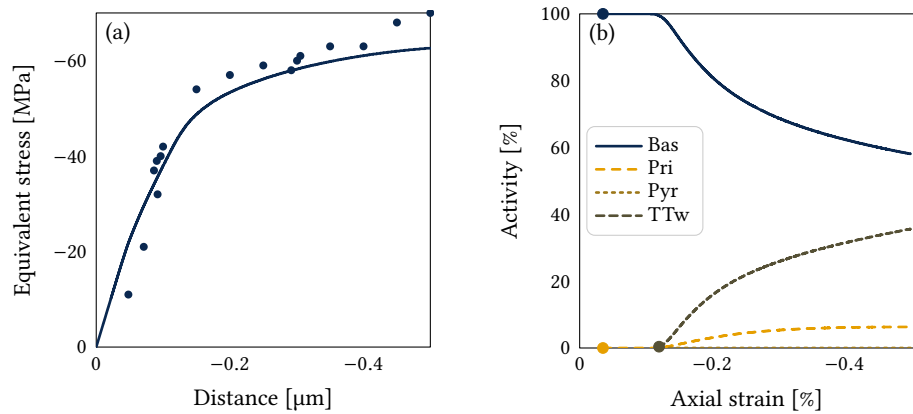 (a)
−60
−40
−20
0
0
−0.2
−0.4
Equivalent stress [MPa]
Distance [µm]
(b)
100
80
60
40
20
0
0
−0.2
−0.4
Activity [%]
Axial strain [%]
Bas
Pri
Pyr
TTw